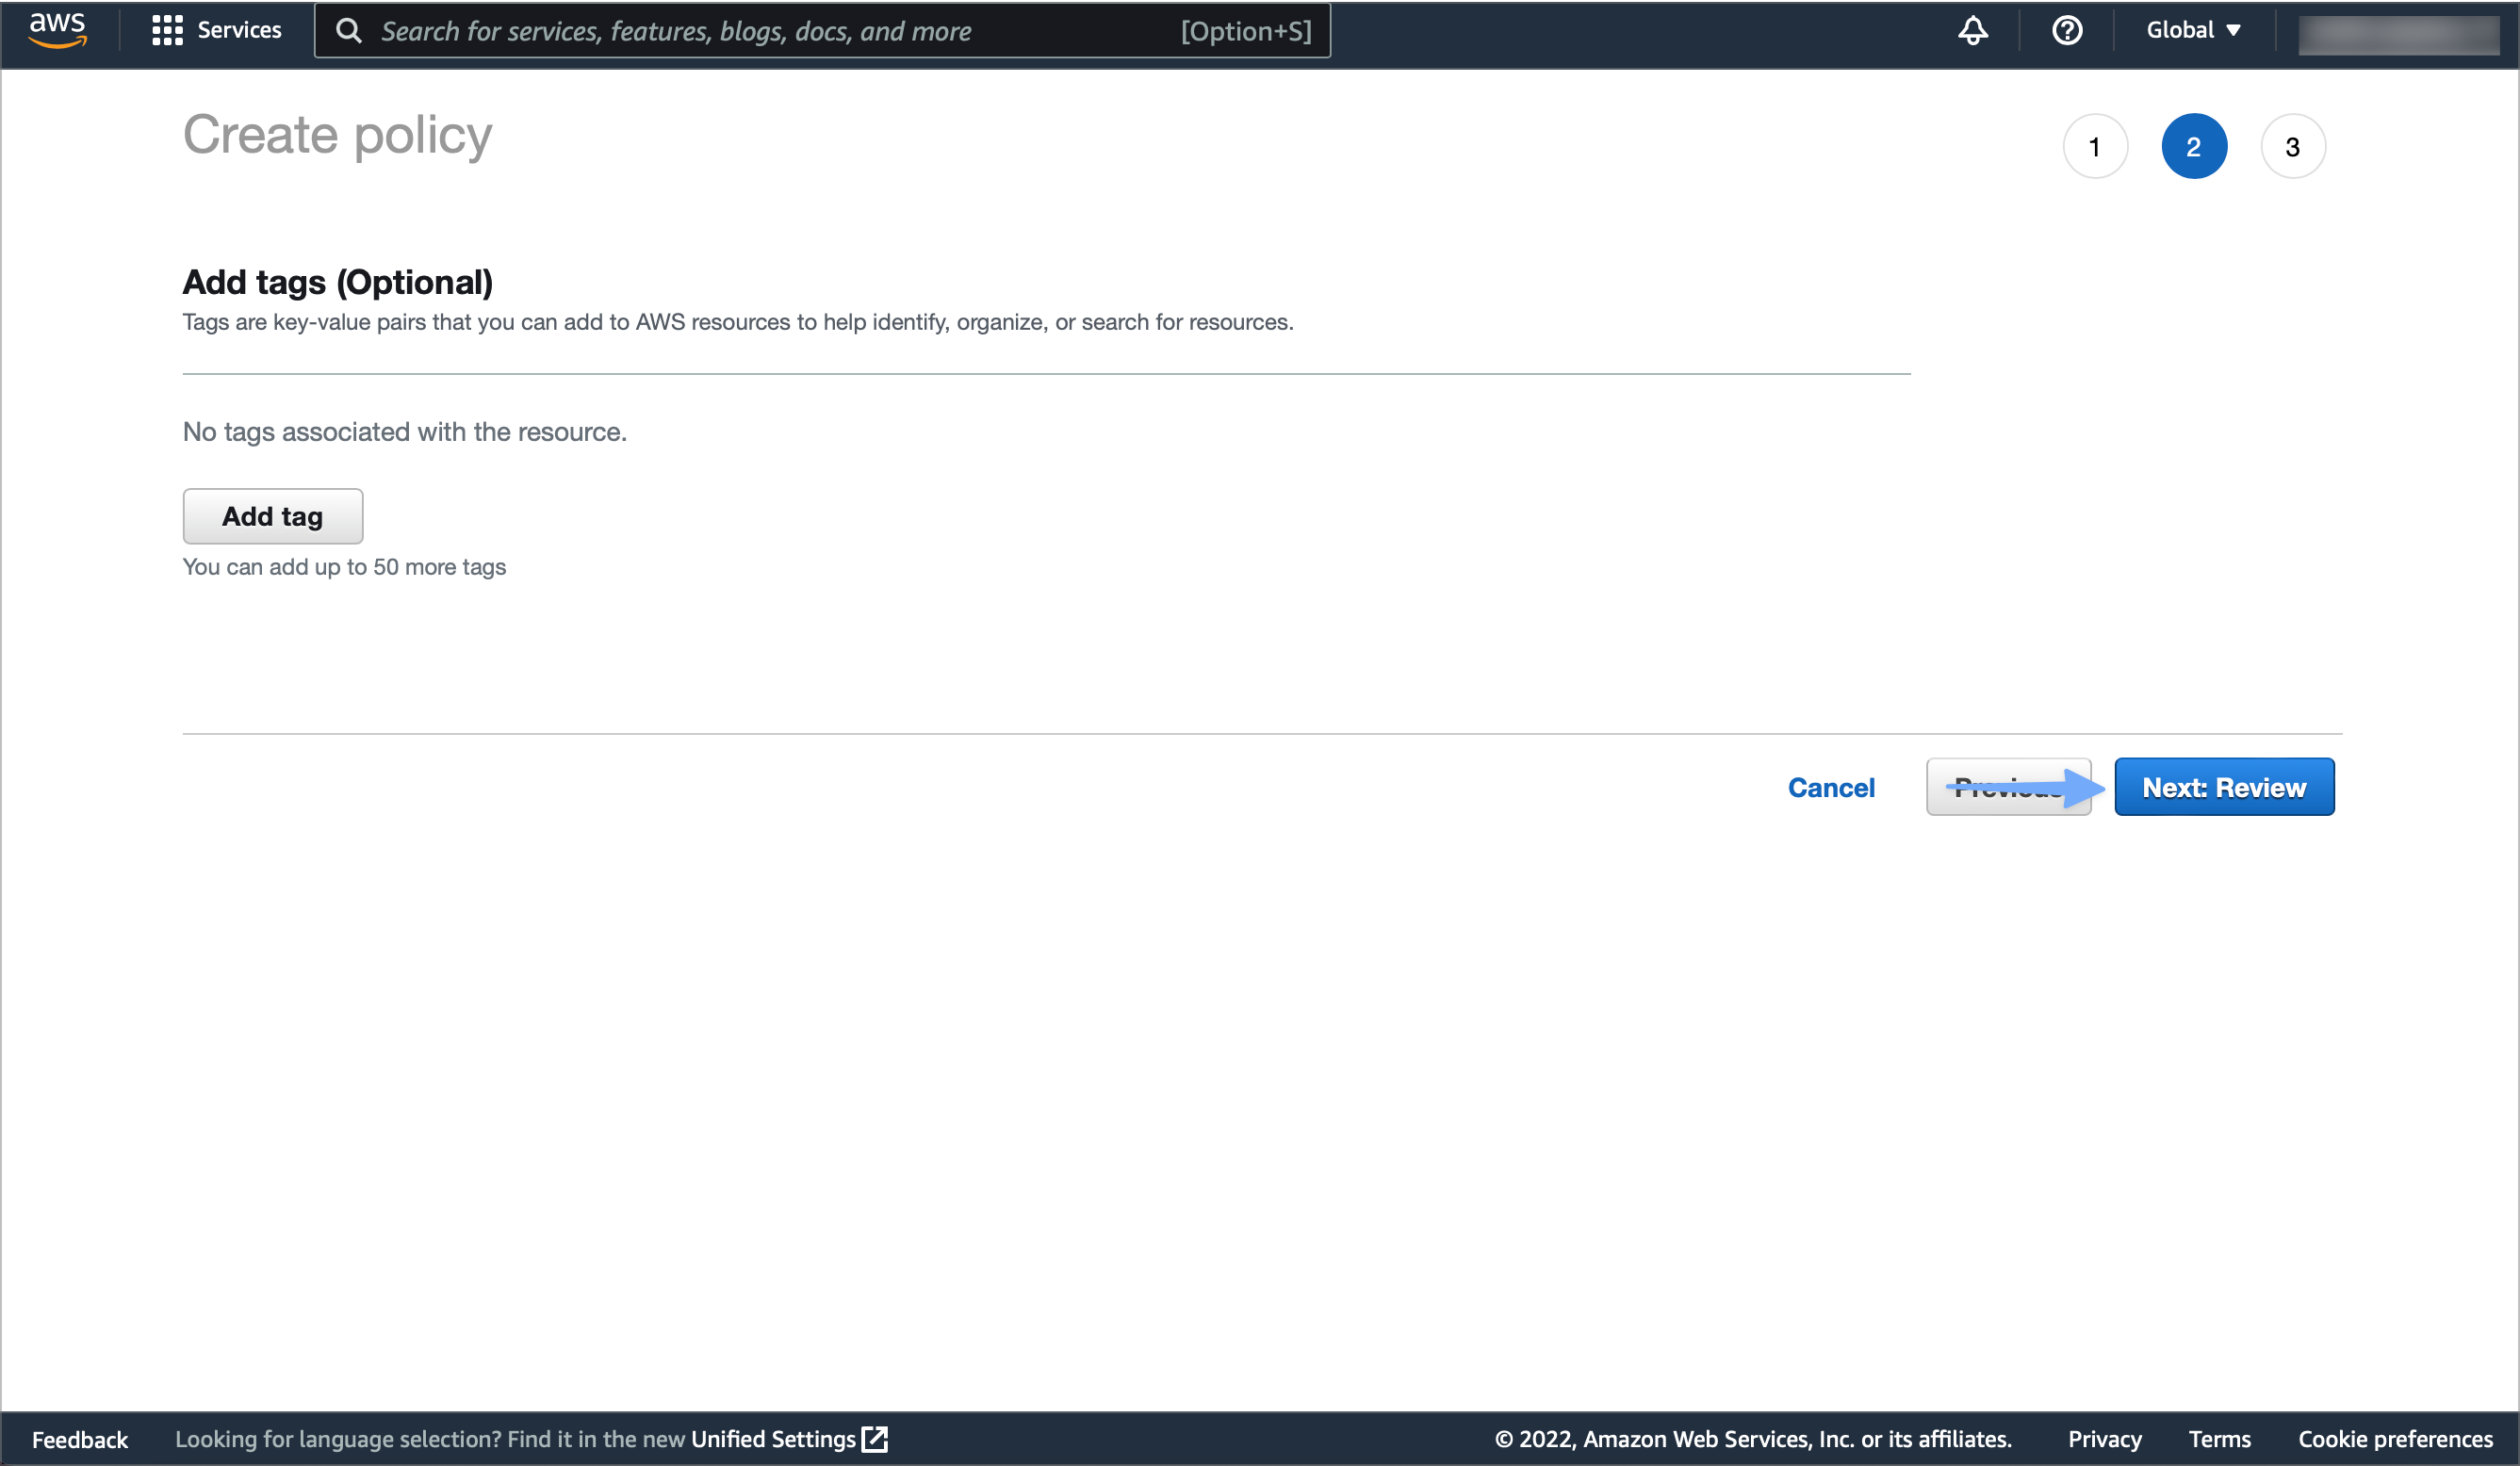 aws Services Search for services, features, blogs, docs, and more [Option+S] Global
Create policy
1 2 3
Add tags (Optional)
Tags are key-value pairs that you can add to AWS resources to help identify, organize, or search for resources.
No tags associated with the resource.
Add tag
You can add up to 50 more tags
Cancel Previous Next: Review
Feedback Looking for language selection? Find it in the new Unified Settings © 2022, Amazon Web Services, Inc. or its affiliates. Privacy Terms Cookie preferences